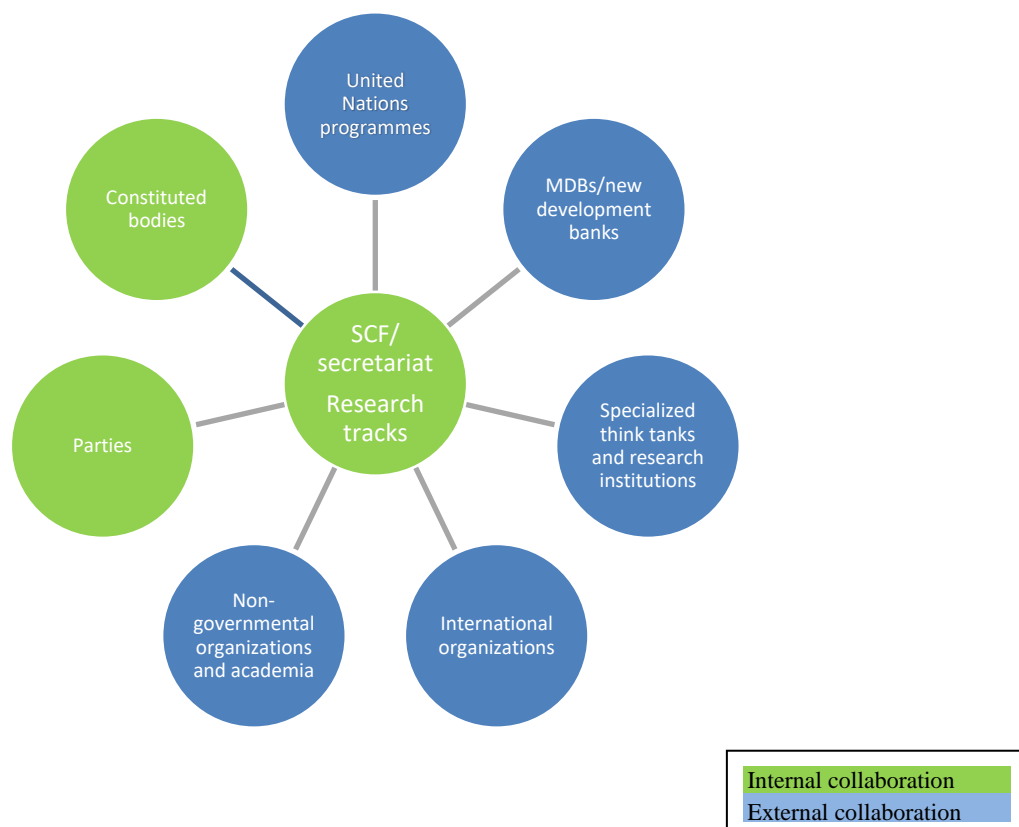 United
Nations
programmes
MDBs/new
development
banks
Specialized
think tanks
and research
institutions
International
organizations
Non-
governmental
organizations
and academia
Parties
Constituted
bodies
SCF/
secretariat
Research
tracks
Internal collaboration
External collaboration